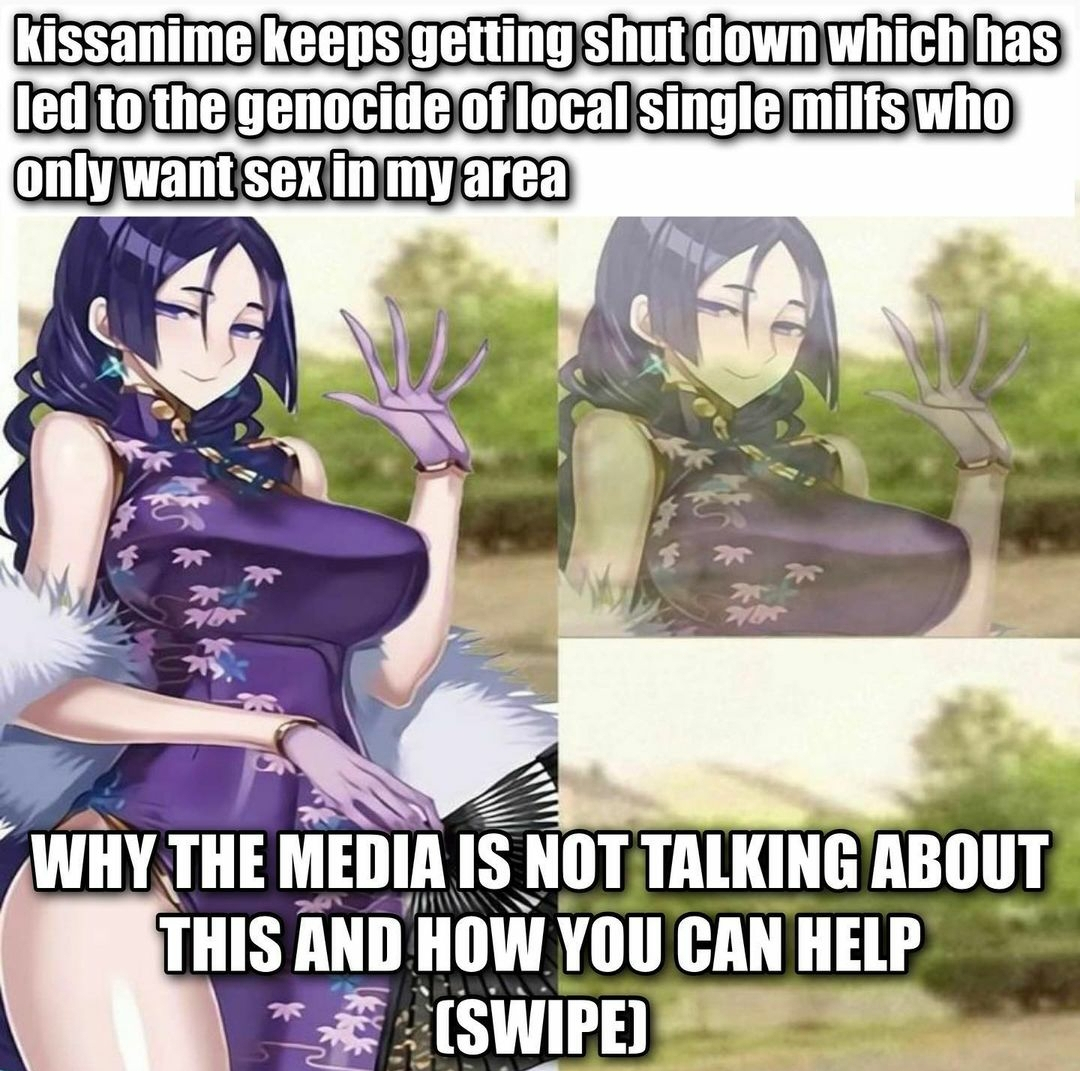 kissanime keeps getting shut down which has
led to the genocide of local single milfs who
only want sex in my area
WHY THE MEDIA IS NOT TALKING ABOUT
THIS AND HOW YOU CAN HELP
(SWIPE)